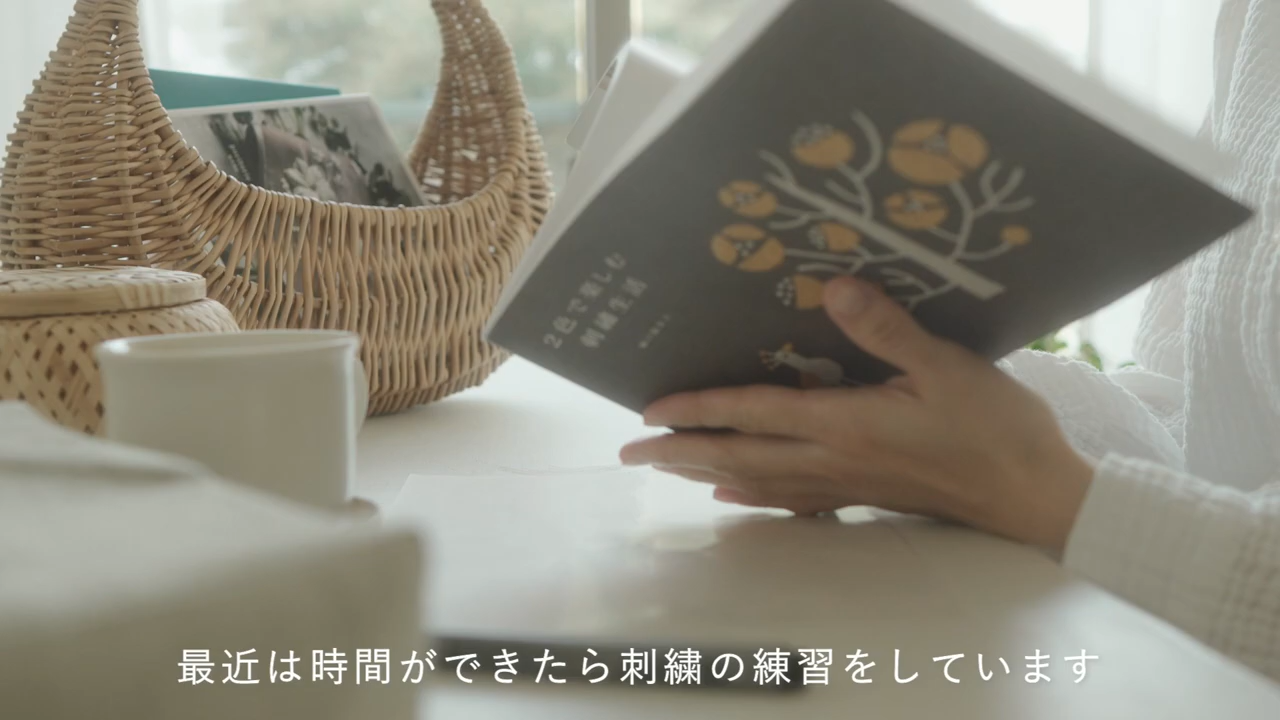 2色で楽しむ
刺繍生活
最近は時間ができたら刺繍の練習をしています